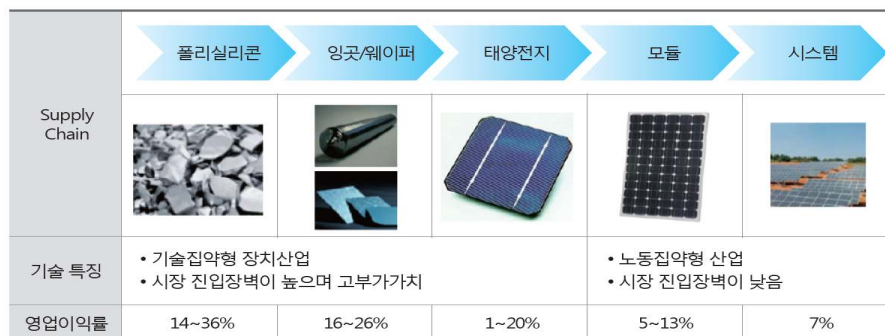 폴리실리콘
잉곳/웨이퍼
태양전지
모듈
시스템
Supply
Chain
기술 특징
• 기술집약형 장치산업
• 시장 진입장벽이 높으며 고부가가치
• 노동집약형 산업
• 시장 진입장벽이 낮음
영업이익률
14~36%
16~26%
1~20%
5~13%
7%